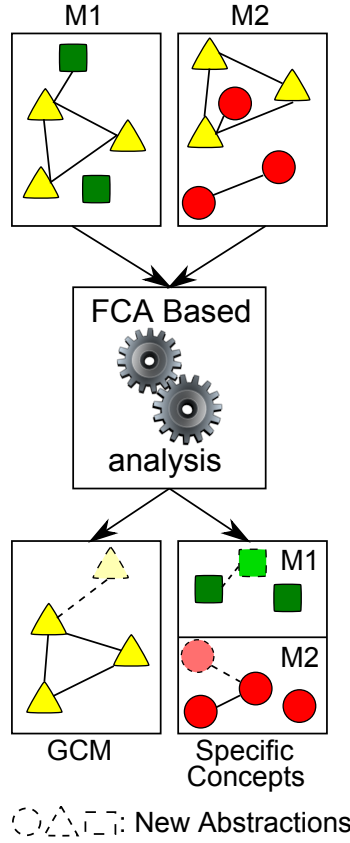 M1
M2
FCA Based
analysis
M1
M2
GCM
Specific
Concepts
: New Abstractions